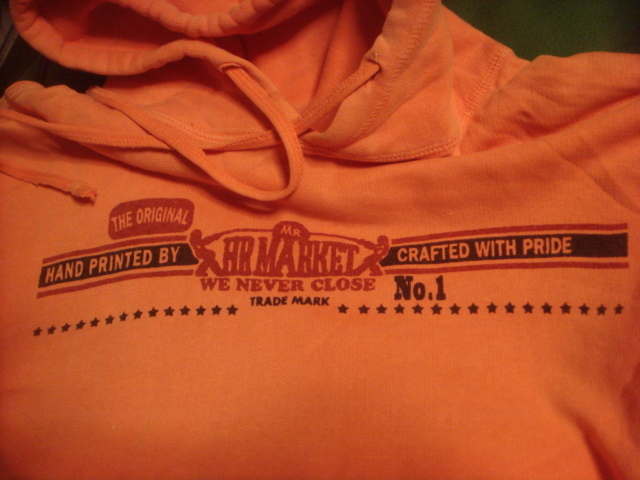 THE ORIGINAL
MR
HAND PRINTED BY HR MARKET CRAFTED WITH PRIDE
WE NEVER CLOSE No.1
TRADE MARK